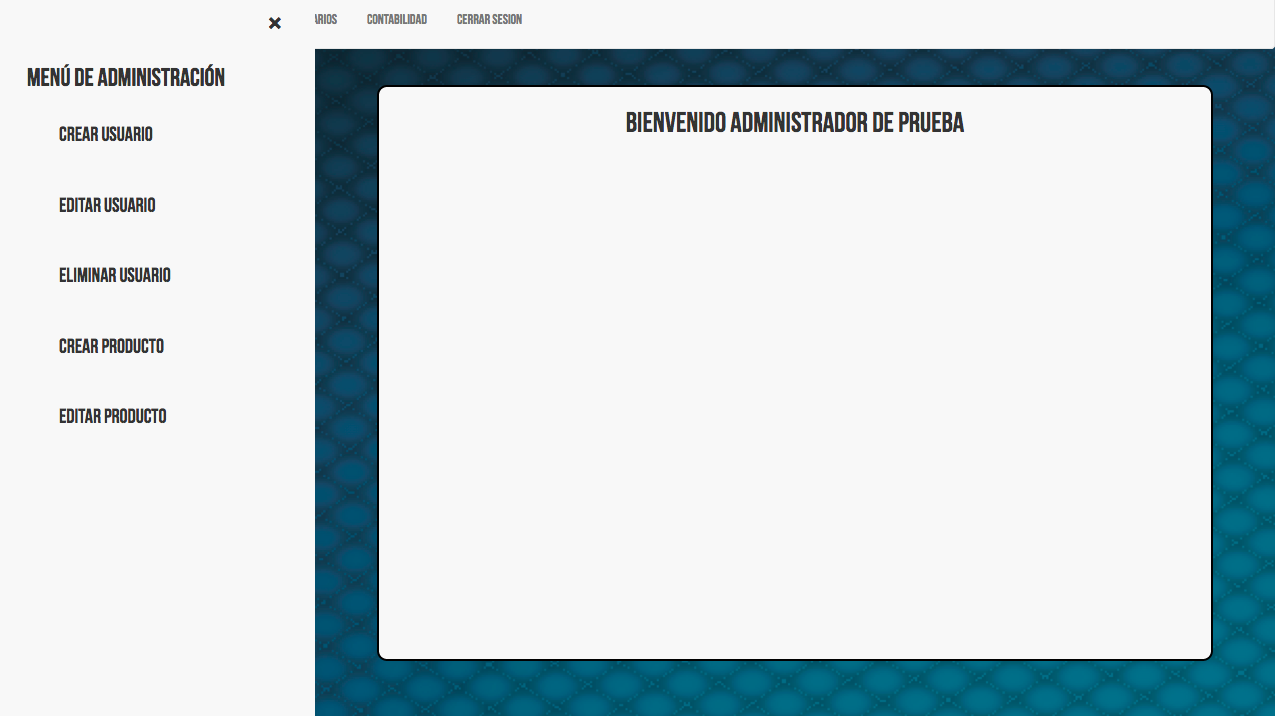 CONTABILIDAD CERRAR SESION
MENÚ DE ADMINISTRACIÓN
CREAR USUARIO
EDITAR USUARIO
ELIMINAR USUARIO
CREAR PRODUCTO
EDITAR PRODUCTO
BIENVENIDO ADMINISTRADOR DE PRUEBA